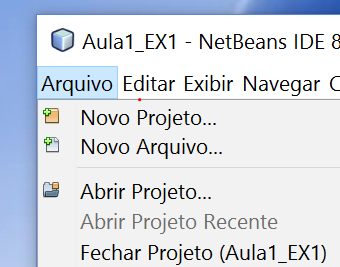 Aula1_EX1 - NetBeans IDE 8
Arquivo Editar Exibir Navegar
Novo Projeto...
Novo Arquivo...
Abrir Projeto...
Abrir Projeto Recente
Fechar Projeto (Aula1_EX1)